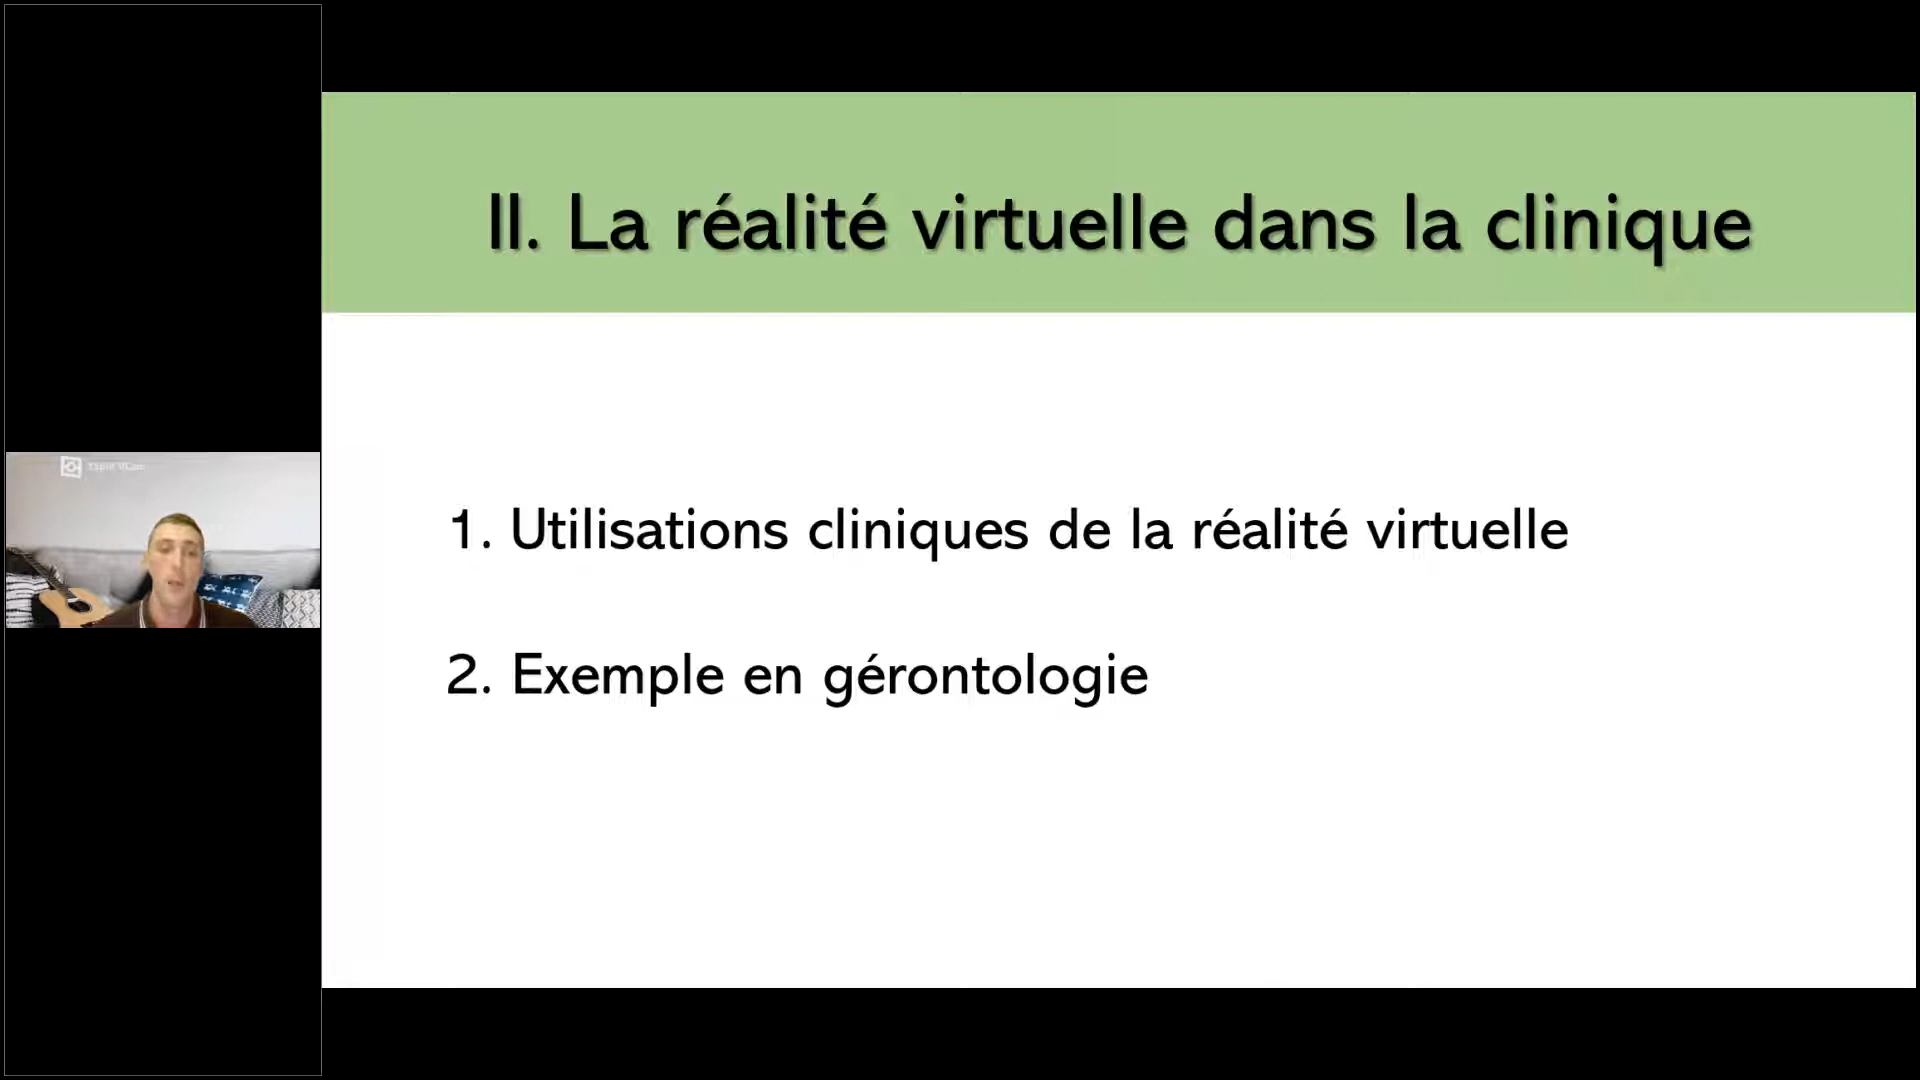 II. La réalité virtuelle dans la clinique
1. Utilisations cliniques de la réalité virtuelle
2. Exemple en gérontologie